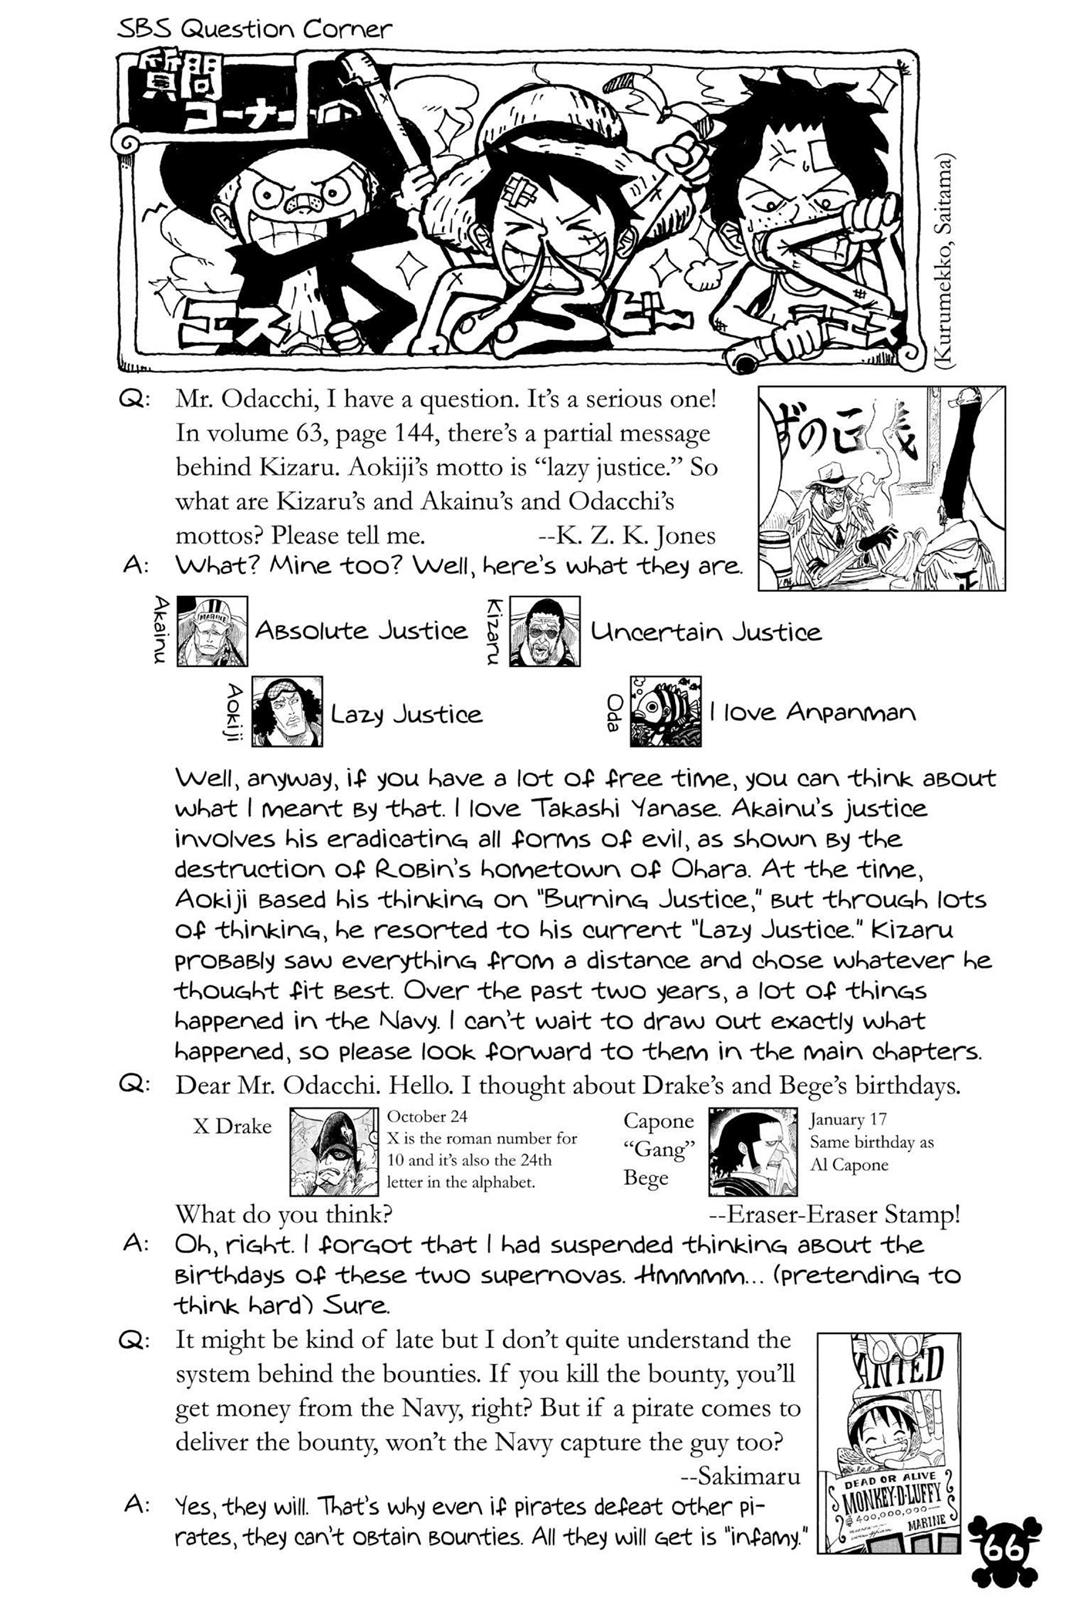 SBS Question Corner
質問
コーナー
エス
ビー
エス
(Kurumekko, Saitama)
Q: Mr. Odacchi, I have a question. It's a serious one!
In volume 63, page 144, there's a partial message
behind Kizaru. Aokiji's motto is "lazy justice." So
what are Kizaru's and Akainu's and Odacchi's
mottos? Please tell me. --K. Z. K. Jones
ずの正義
正
A: What? Mine too? Well, here's what they are.
Akainu
MARINE
Absolute Justice
Kizaru
Uncertain Justice
Aokiji
Lazy Justice
Oda
I love Anpanman
Well, anyway, if you have a lot of free time, you can think about
what I meant by that. I love Takashi Yanase. Akainu's justice
involves his eradicating all forms of evil, as shown by the
destruction of Robin's hometown of Ohara. At the time,
Aokiji based his thinking on "Burning Justice," but through lots
of thinking, he resorted to his current "Lazy Justice." Kizaru
probably saw everything from a distance and chose whatever he
thought fit best. Over the past two years, a lot of things
happened in the Navy. I can't wait to draw out exactly what
happened, so please look forward to them in the main chapters.
Q: Dear Mr. Odacchi. Hello. I thought about Drake's and Bege's birthdays.
X Drake
October 24
X is the roman number for
10 and it's also the 24th
letter in the alphabet.
Capone
"Gang"
Bege
January 17
Same birthday as
Al Capone
What do you think? --Eraser-Eraser Stamp!
A: Oh, right. I forgot that I had suspended thinking about the
birthdays of these two supernovas. Hmmmm... (pretending to
think hard) Sure.
Q: It might be kind of late but I don't quite understand the
system behind the bounties. If you kill the bounty, you'll
get money from the Navy, right? But if a pirate comes to
deliver the bounty, won't the Navy capture the guy too?
--Sakimaru
WANTED
DEAD OR ALIVE
MONKEY·D·LUFFY
400,000,000-
MARINE
A: Yes, they will. That's why even if pirates defeat other pi-
rates, they can't obtain bounties. All they will get is "infamy."
66